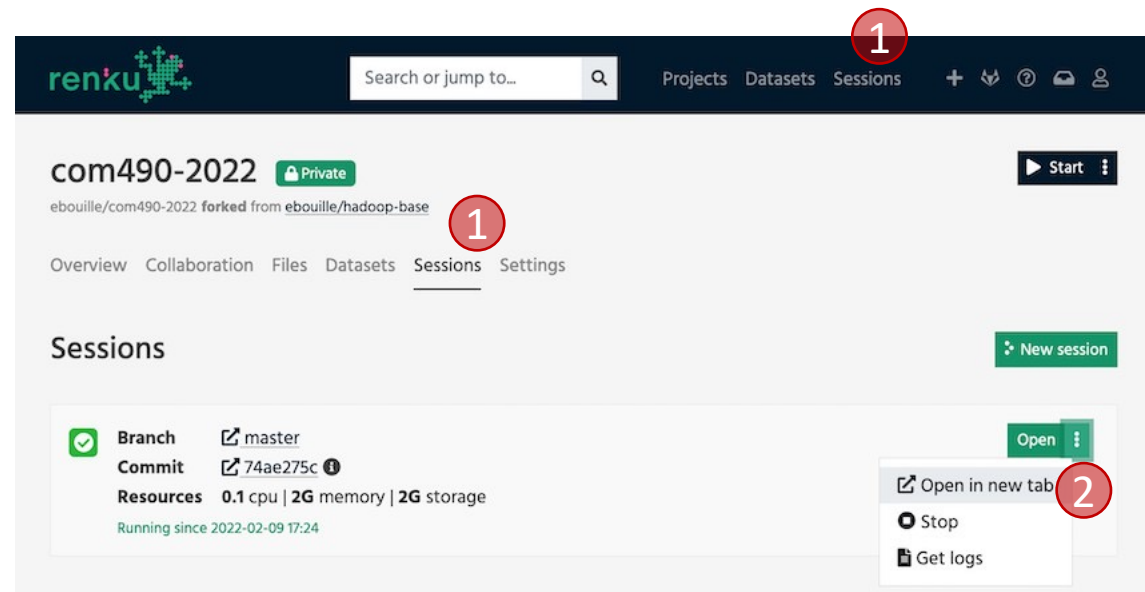 1
renku Search or jump to... Projects Datasets Sessions
com490-2022 Private Start
ebouille/com490-2022 forked from ebouille/hadoop-base
1
Overview Collaboration Files Datasets Sessions Settings
Sessions New session
Branch master Open
Commit 74ae275c
Resources 0.1 cpu | 2G memory | 2G storage
Running since 2022-02-09 17:24
Open in new tab 2
Stop
Get logs